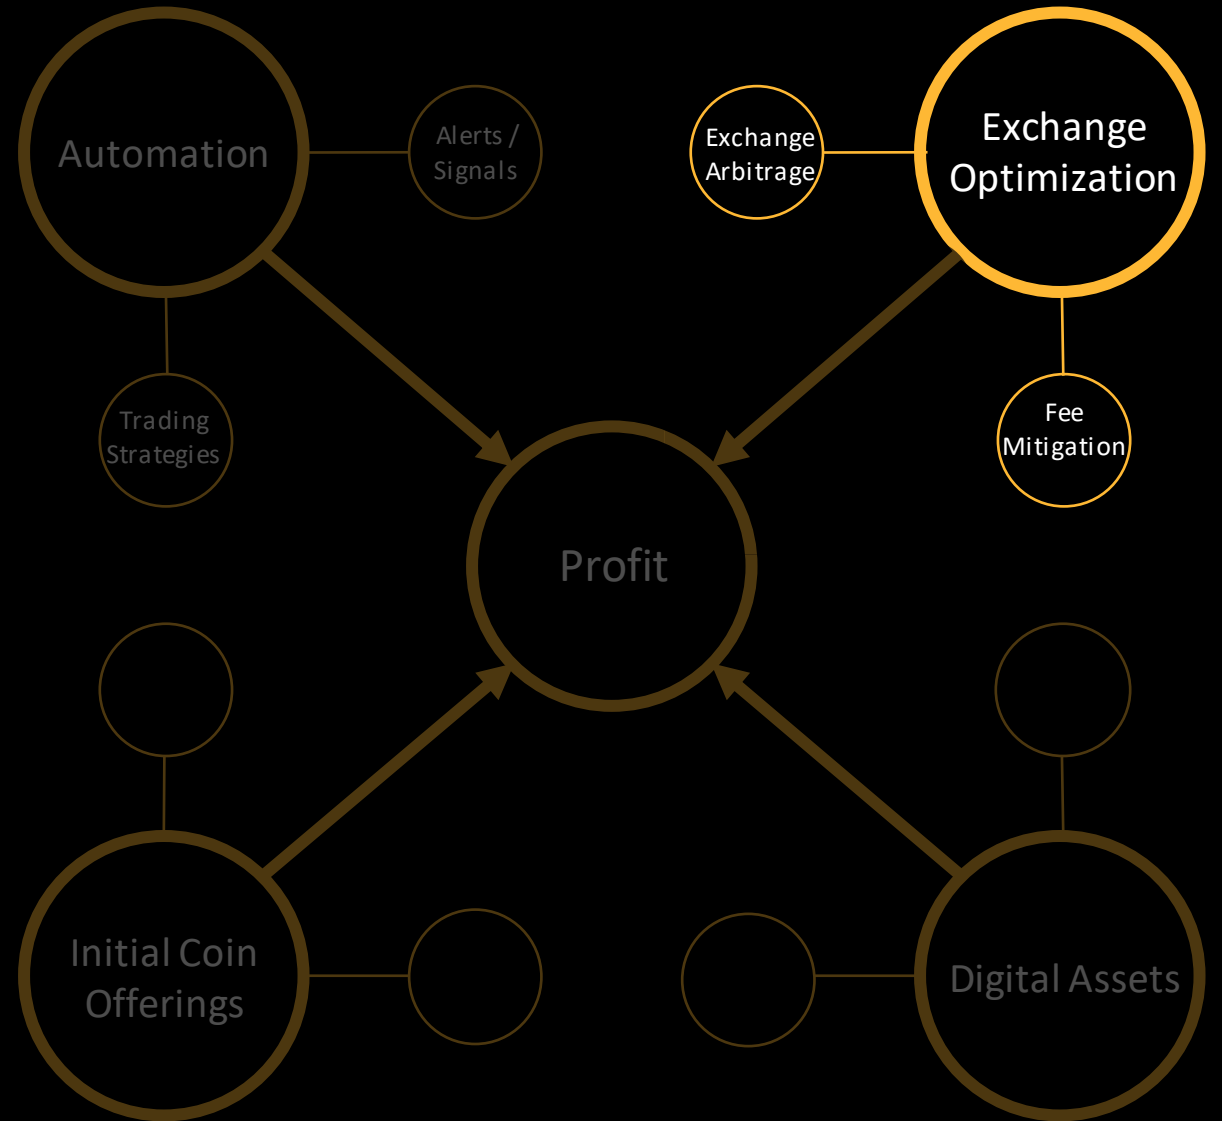 Automation
Alerts /
Signals
Exchange
Arbitrage
Exchange
Optimization
Trading
Strategies
Fee
Mitigation
Profit
Initial Coin
Offerings
Digital Assets